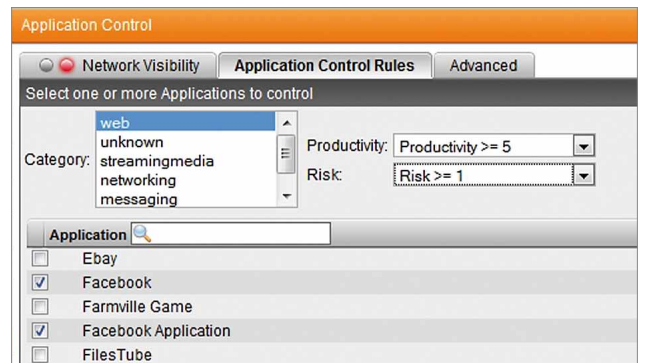 Application Control
Network Visibility Application Control Rules Advanced
Select one or more Applications to control
Category:
web
unknown
streamingmedia
networking
messaging
Productivity: Productivity >= 5
Risk: Risk >= 1
Application
Ebay
Facebook
Farmville Game
Facebook Application
FilesTube